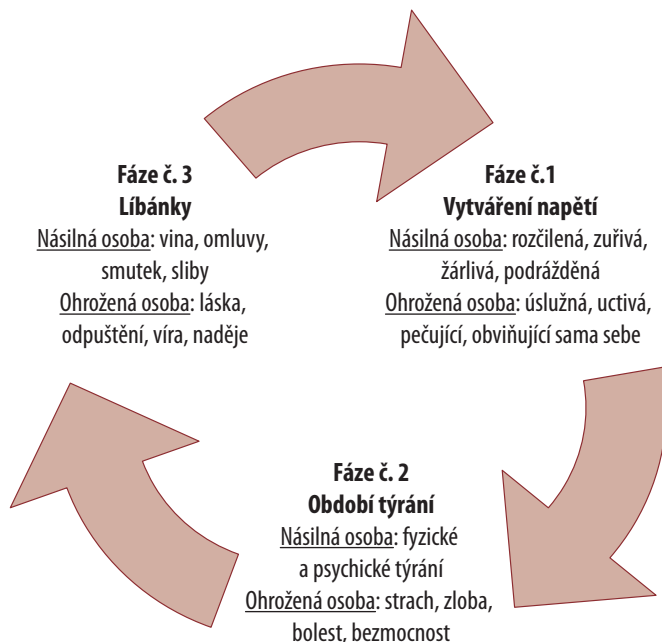 Fáze č. 3
Líbánky
Násilná osoba: vina, omluvy,
smutek, sliby
Ohrožená osoba: láska,
odpuštění, víra, naděje
Fáze č.1
Vytváření napětí
Násilná osoba: rozčilená, zuřivá,
žárlivá, podrážděná
Ohrožená osoba: úslužná, uctivá,
pečující, obviňující sama sebe
Fáze č. 2
Období týrání
Násilná osoba: fyzické
a psychické týrání
Ohrožená osoba: strach, zloba,
bolest, bezmocnost